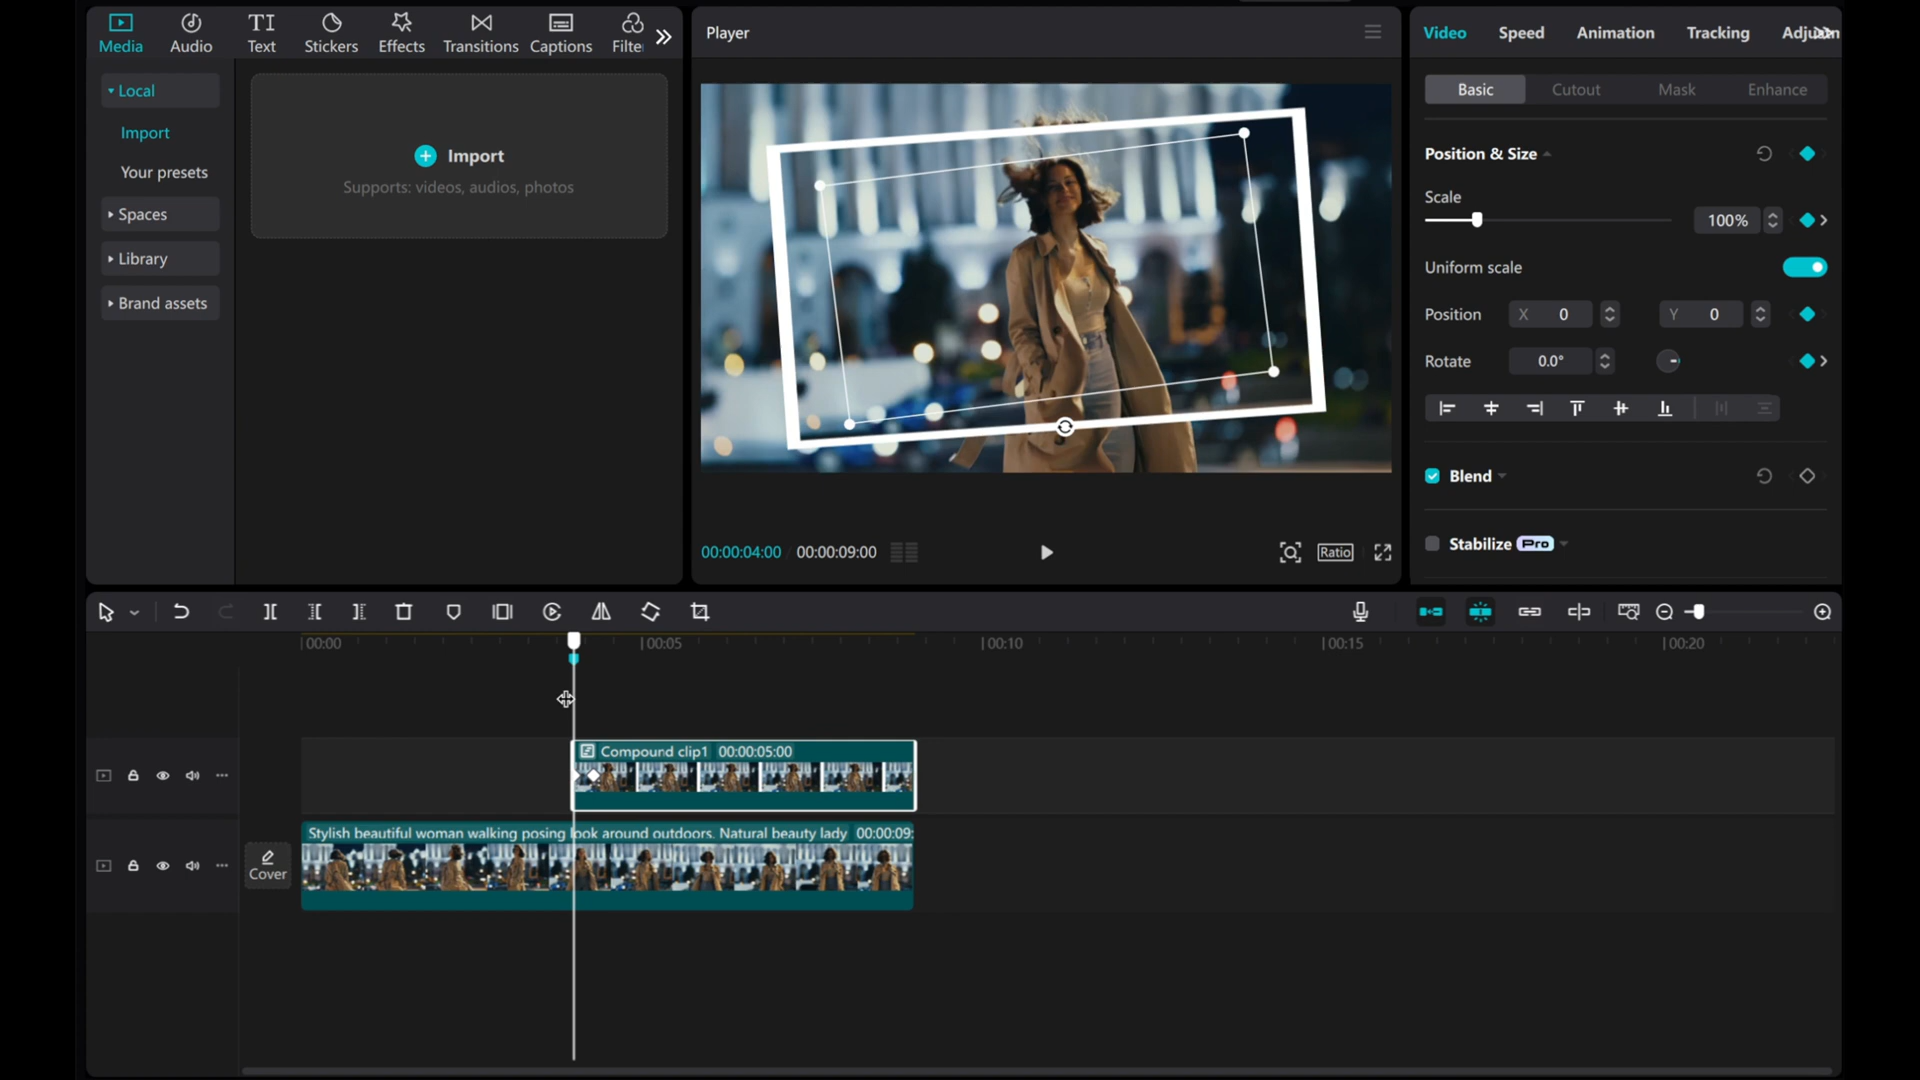 Media
Audio
Text
Stickers
Effects
Transitions
Captions
Filte
Local
Import
Your presets
Spaces
Library
Brand assets
Import
Supports: videos, audios, photos
Player
00:00:04:00
00:00:09:00
Ratio
Video
Speed
Animation
Tracking
Basic
Cutout
Mask
Enhance
Position & Size
Scale
100%
Uniform scale
Position
X 0
Y 0
Rotate
0.0°
Blend
Stabilize Pro
00:00
00:05
00:10
00:15
00:20
Compound clip1 00:00:05:00
Cover
Stylish beautiful woman walking posing look around outdoors. Natural beauty lady 00:00:09: